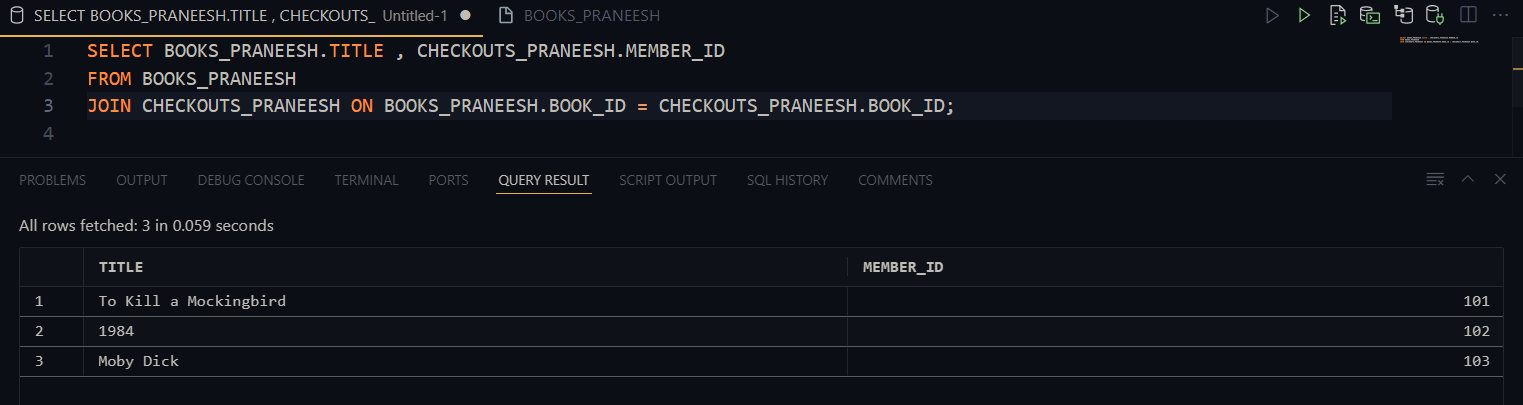 SELECT BOOKS_PRANEESH.TITLE , CHECKOUTS_ Untitled-1 BOOKS_PRANEESH
1 SELECT BOOKS_PRANEESH.TITLE , CHECKOUTS_PRANEESH.MEMBER_ID
2 FROM BOOKS_PRANEESH
3 JOIN CHECKOUTS_PRANEESH ON BOOKS_PRANEESH.BOOK_ID = CHECKOUTS_PRANEESH.BOOK_ID;
4
PROBLEMS OUTPUT DEBUG CONSOLE TERMINAL PORTS QUERY RESULT SCRIPT OUTPUT SQL HISTORY COMMENTS
All rows fetched: 3 in 0.059 seconds
TITLE MEMBER_ID
1 To Kill a Mockingbird 101
2 1984 102
3 Moby Dick 103